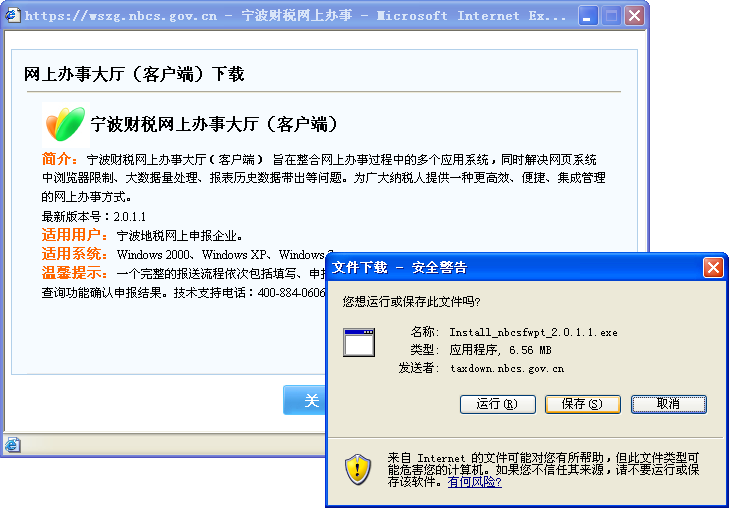 https://wszg.nbcs.gov.cn - 宁波财税网上办事 - Microsoft Internet Ex...
网上办事大厅（客户端）下载
宁波财税网上办事大厅（客户端）
简介：宁波财税网上办事大厅（客户端） 旨在整合网上办事过程中的多个应用系统，同时解决网页系统
中浏览器限制、大数据量处理、报表历史数据带出等问题。为广大纳税人提供一种更高效、便捷、集成管理
的网上办事方式。
最新版本号：2.0.1.1
适用用户：宁波地税网上申报企业。
适用系统：Windows 2000、Windows XP、Windows
温馨提示：一个完整的报送流程依次包括填写、申
查询功能确认申报结果。技术支持电话：400-884-0606
关
文件下载 - 安全警告
您想运行或保存此文件吗?
名称: Install_nbcsfwpt_2.0.1.1.exe
类型: 应用程序, 6.56 MB
发送者: taxdown.nbcs.gov.cn
运行(R) 保存(S) 取消
来自 Internet 的文件可能对您有所帮助，但此文件类型可
能危害您的计算机。如果您不信任其来源，请不要运行或保
存该软件。有何风险?